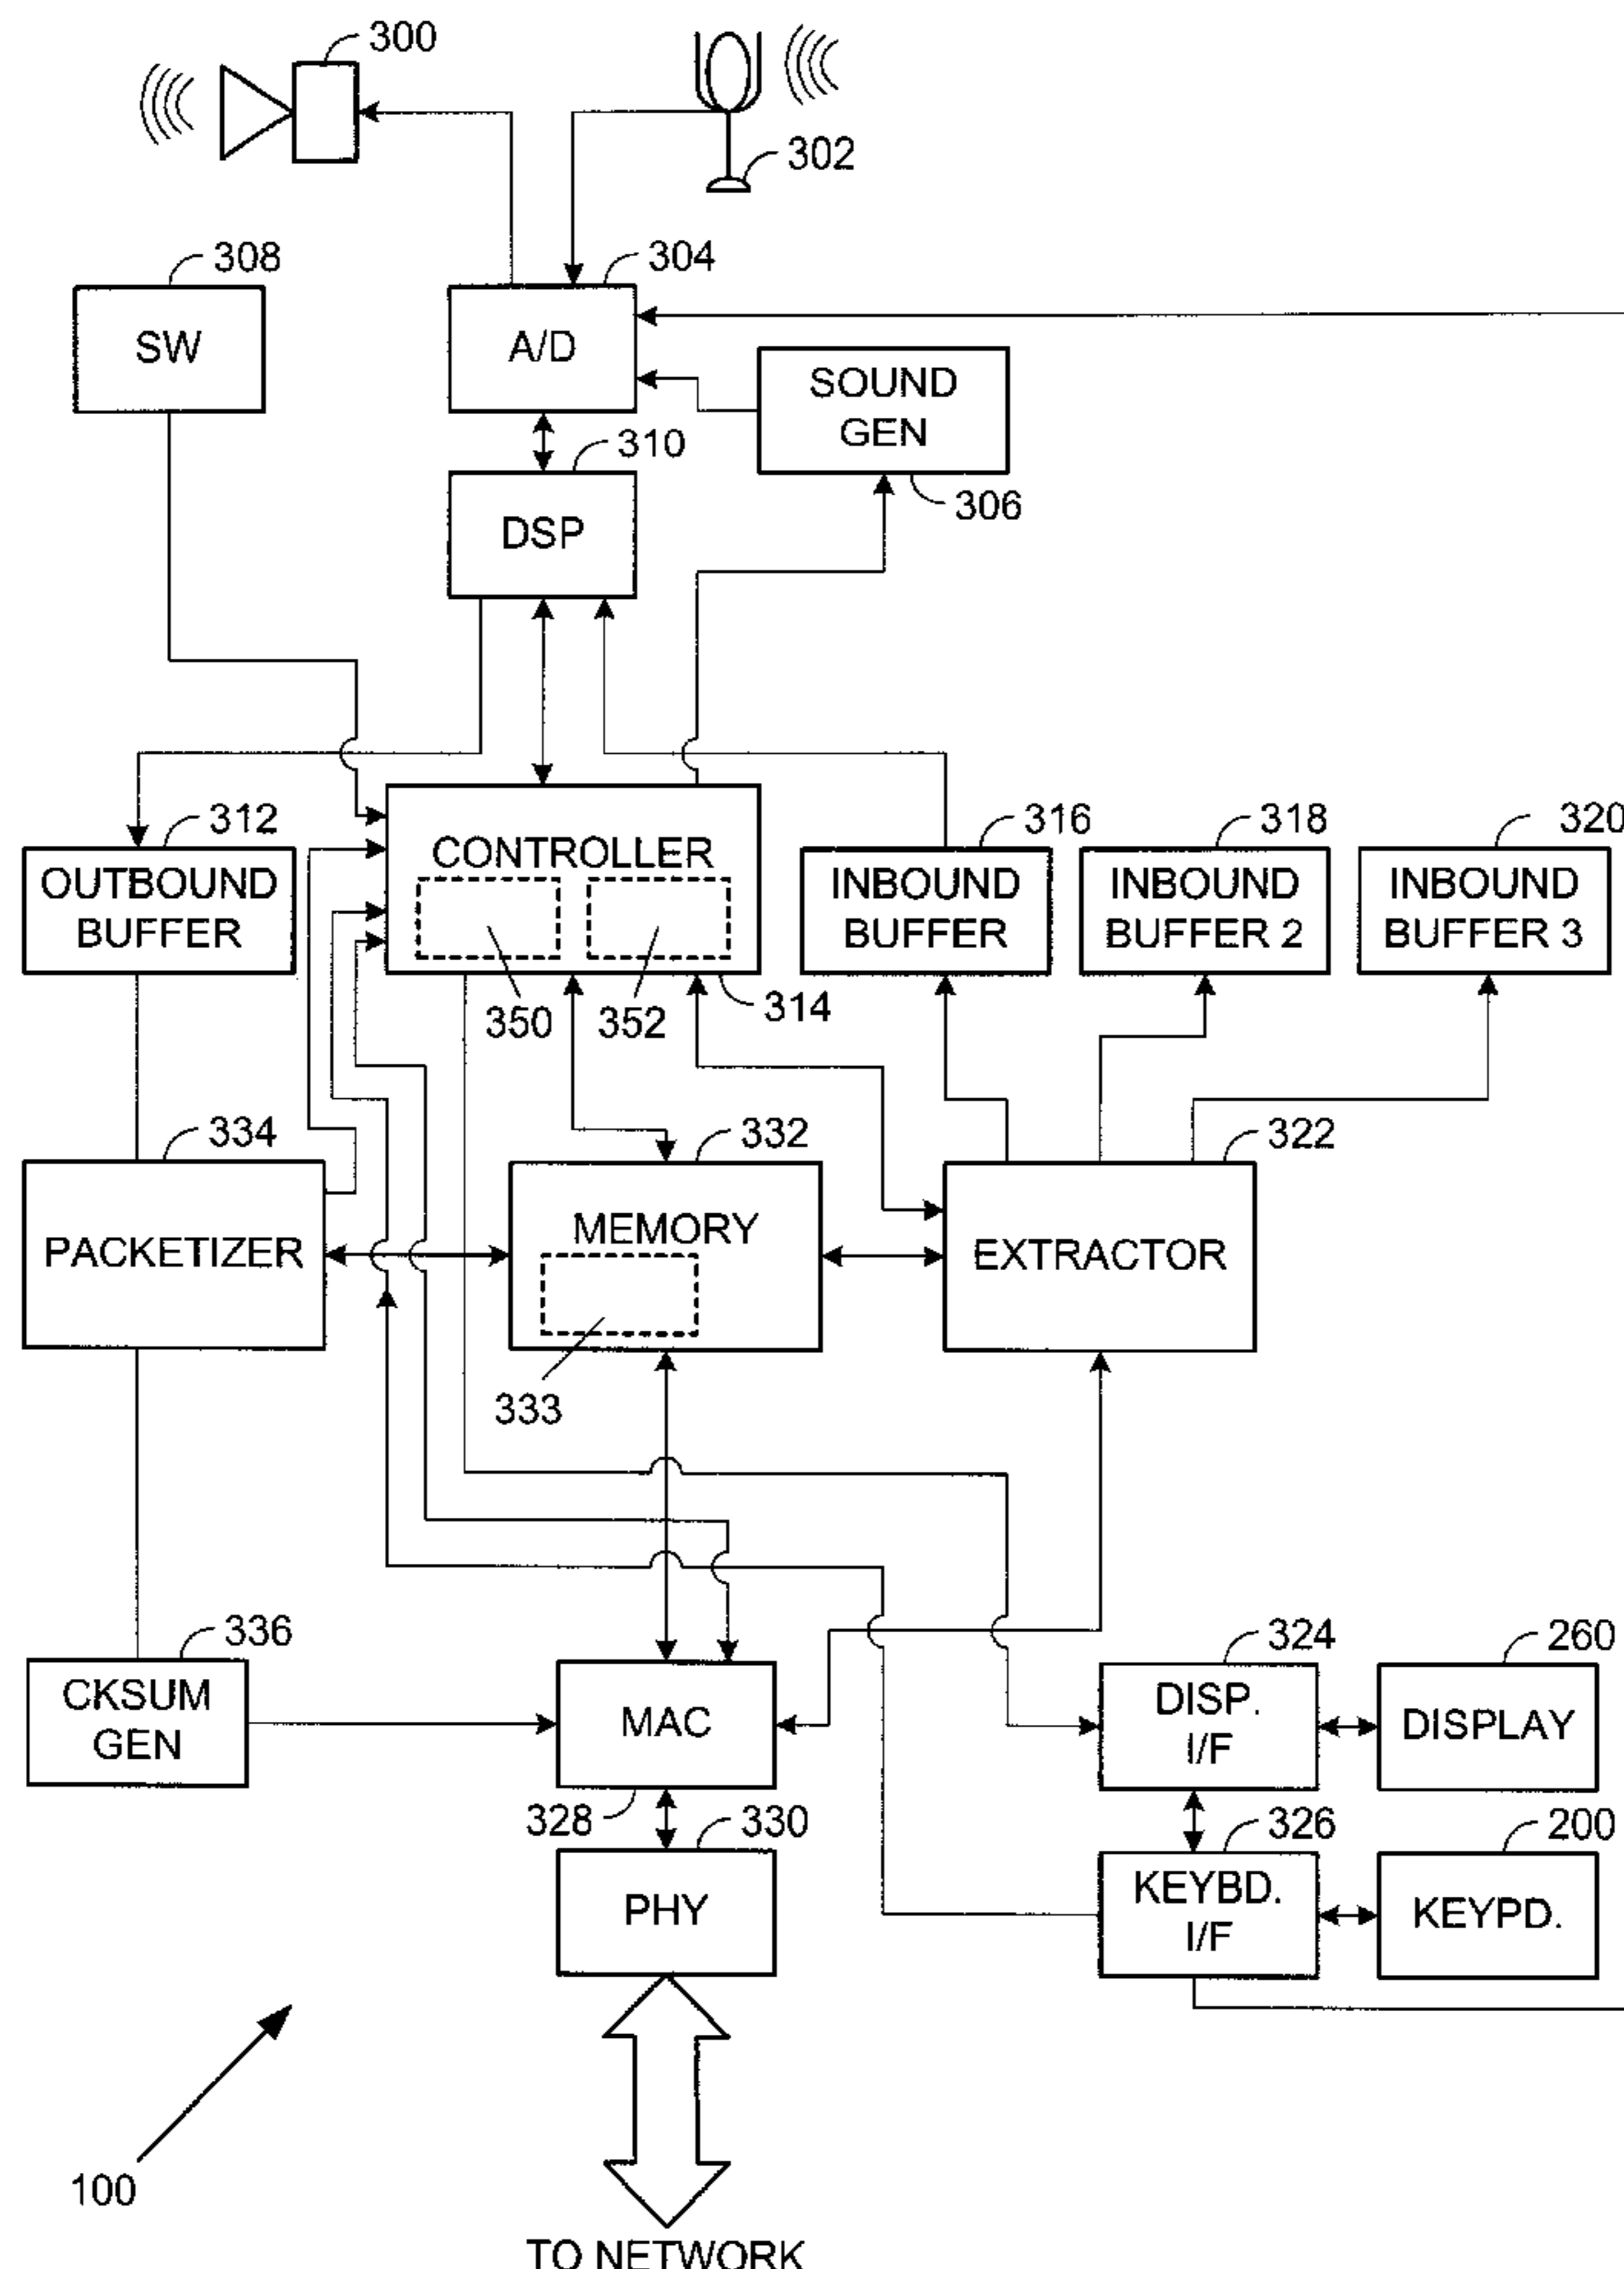 300
302
308
304
SW
A/D
SOUND
GEN
310
306
DSP
312
316
318
320
CONTROLLER
OUTBOUND
BUFFER
INBOUND
BUFFER
INBOUND
BUFFER 2
INBOUND
BUFFER 3
350
352
314
334
332
322
PACKETIZER
MEMORY
EXTRACTOR
333
336
324
260
CKSUM
GEN
MAC
DISP.
I/F
DISPLAY
328
330
326
200
PHY
KEYBD.
I/F
KEYPD.
100
TO NETWORK